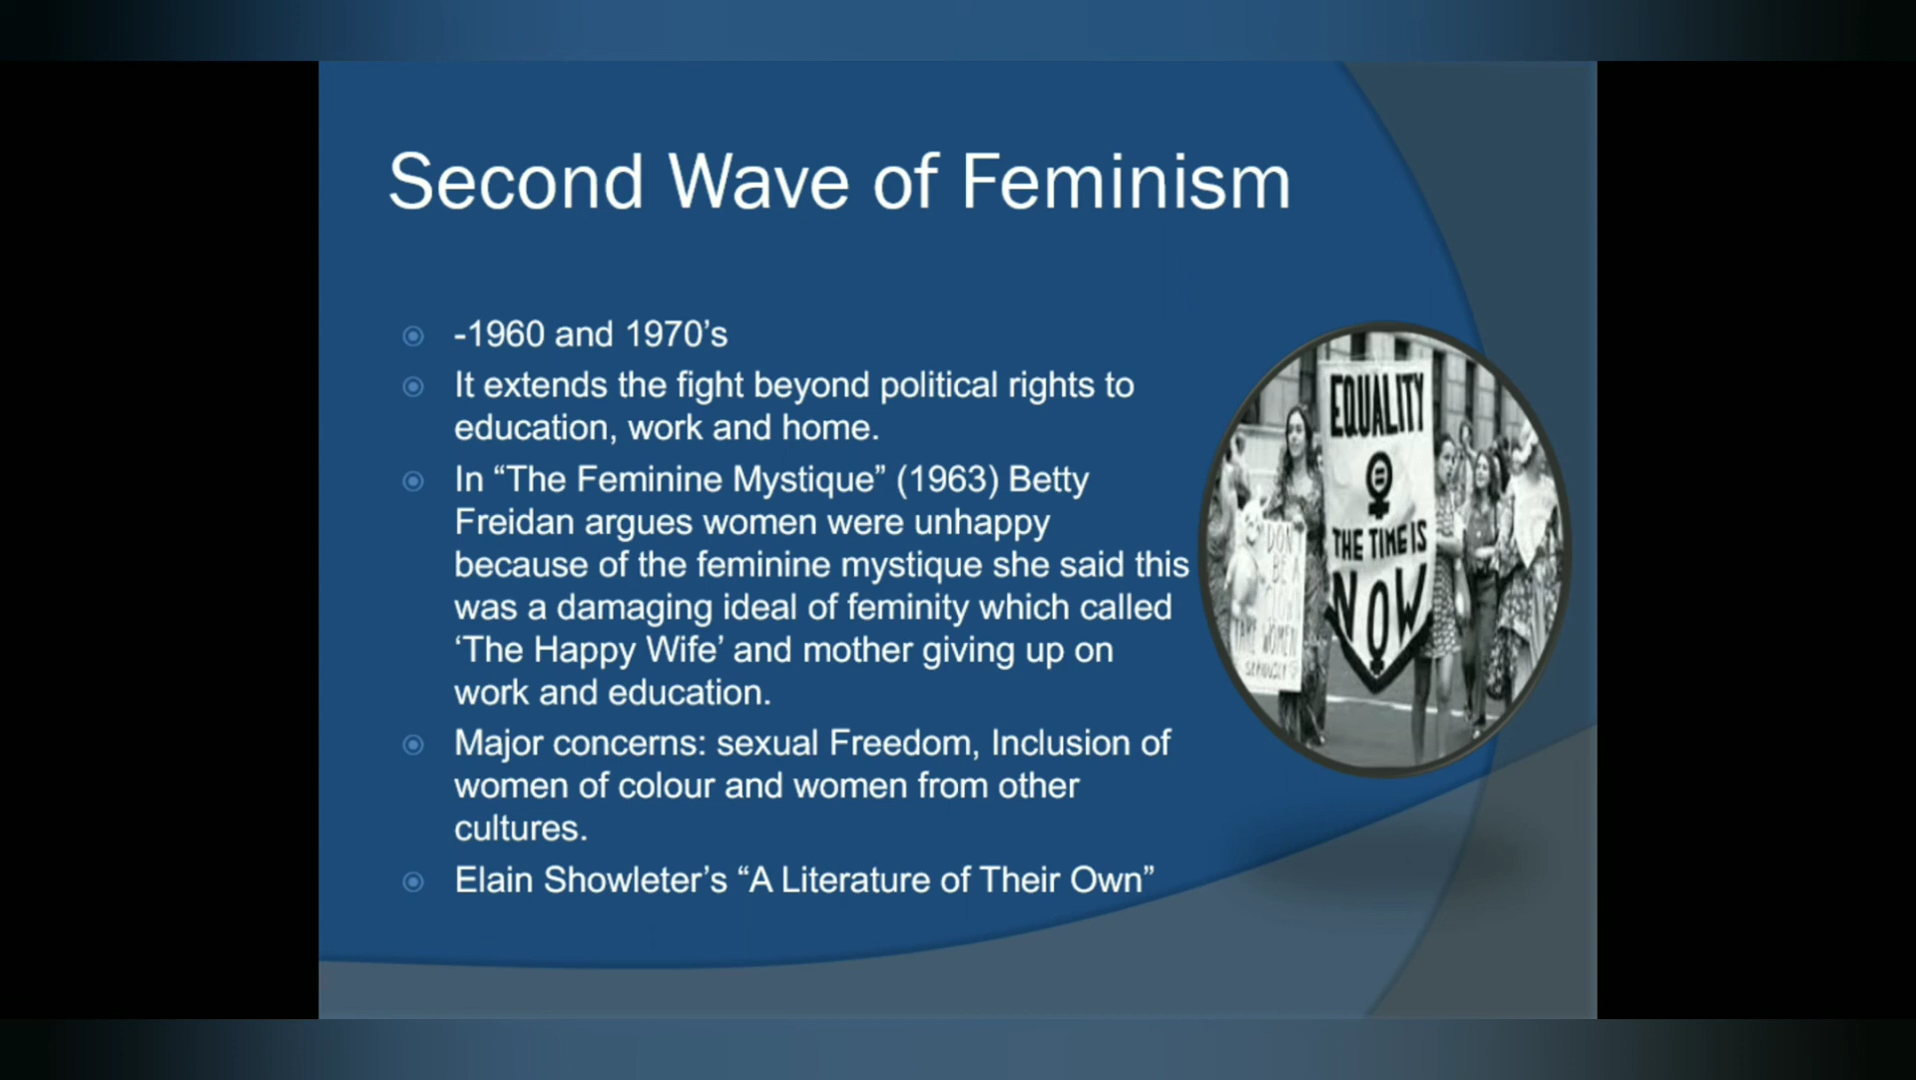 Second Wave of Feminism
-1960 and 1970’s
It extends the fight beyond political rights to
education, work and home.
In “The Feminine Mystique” (1963) Betty
Freidan argues women were unhappy
because of the feminine mystique she said this
was a damaging ideal of feminity which called
‘The Happy Wife’ and mother giving up on
work and education.
Major concerns: sexual Freedom, Inclusion of
women of colour and women from other
cultures.
Elain Showleter’s “A Literature of Their Own”
EQUALITY
THE TIME IS
NOW
DON'T
BE A
WOMEN
SERIOUSLY